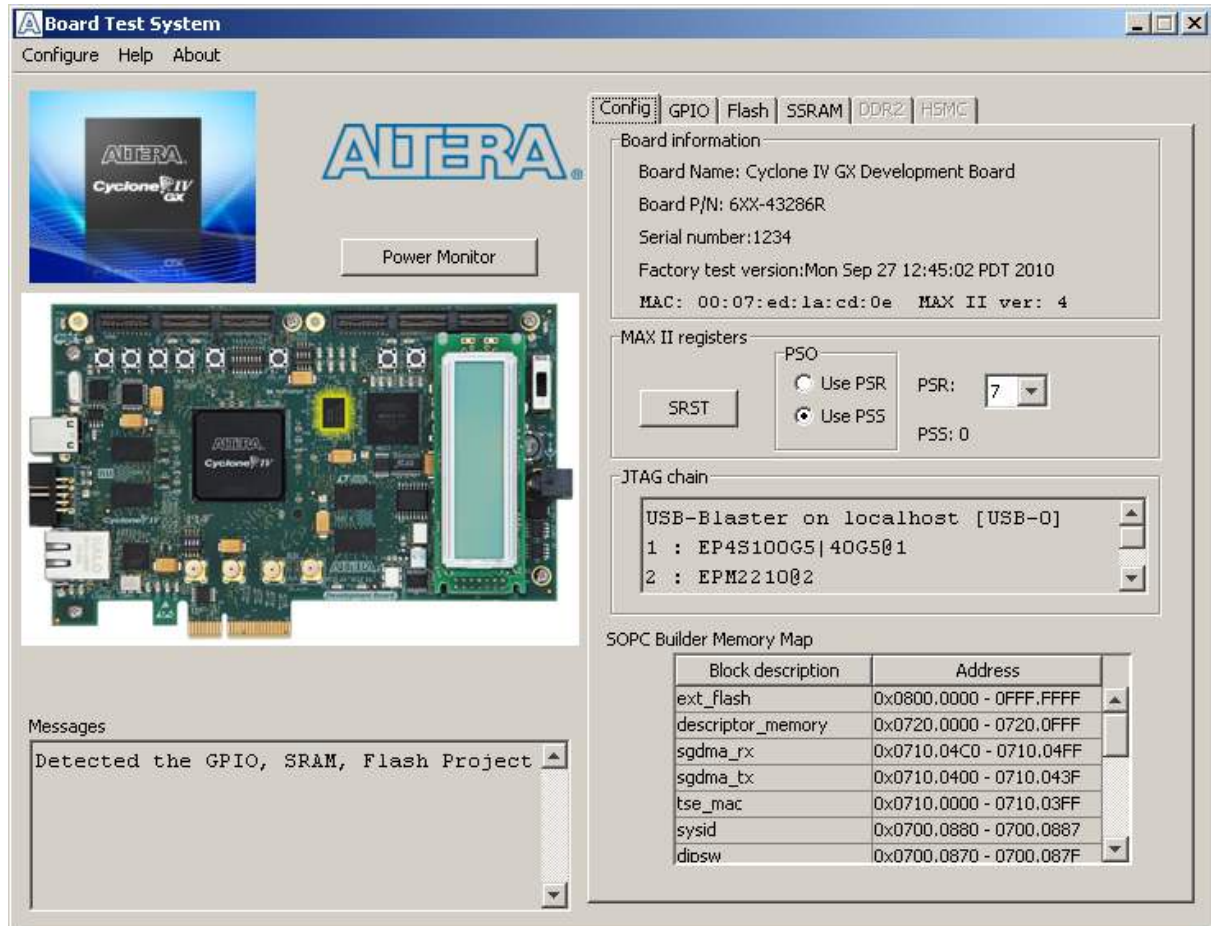 Board Test System
Configure Help About
ALTERA
Cyclone IV
GX
ALTERA®
Power Monitor
ALTERA
Cyclone IV
Messages
Detected the GPIO, SRAM, Flash Project
Config GPIO Flash SSRAM DDR2 HSMC
Board information
Board Name: Cyclone IV GX Development Board
Board P/N: 6XX-43286R
Serial number:1234
Factory test version:Mon Sep 27 12:45:02 PDT 2010
MAC: 00:07:ed:1a:cd:0e MAX II ver: 4
MAX II registers
SRST
PSO
Use PSR
Use PSS
PSR: 7
PSS: 0
JTAG chain
USB-Blaster on localhost [USB-0]
1 : EP4S100G5|40G5@1
2 : EPM2210@2
SOPC Builder Memory Map
Block description Address
ext_flash 0x0800.0000 - 0FFF.FFFF
descriptor_memory 0x0720.0000 - 0720.0FFF
sgdma_rx 0x0710.04C0 - 0710.04FF
sgdma_tx 0x0710.0400 - 0710.043F
tse_mac 0x0710.0000 - 0710.03FF
sysid 0x0700.0880 - 0700.0887
dipsw 0x0700.0870 - 0700.087F